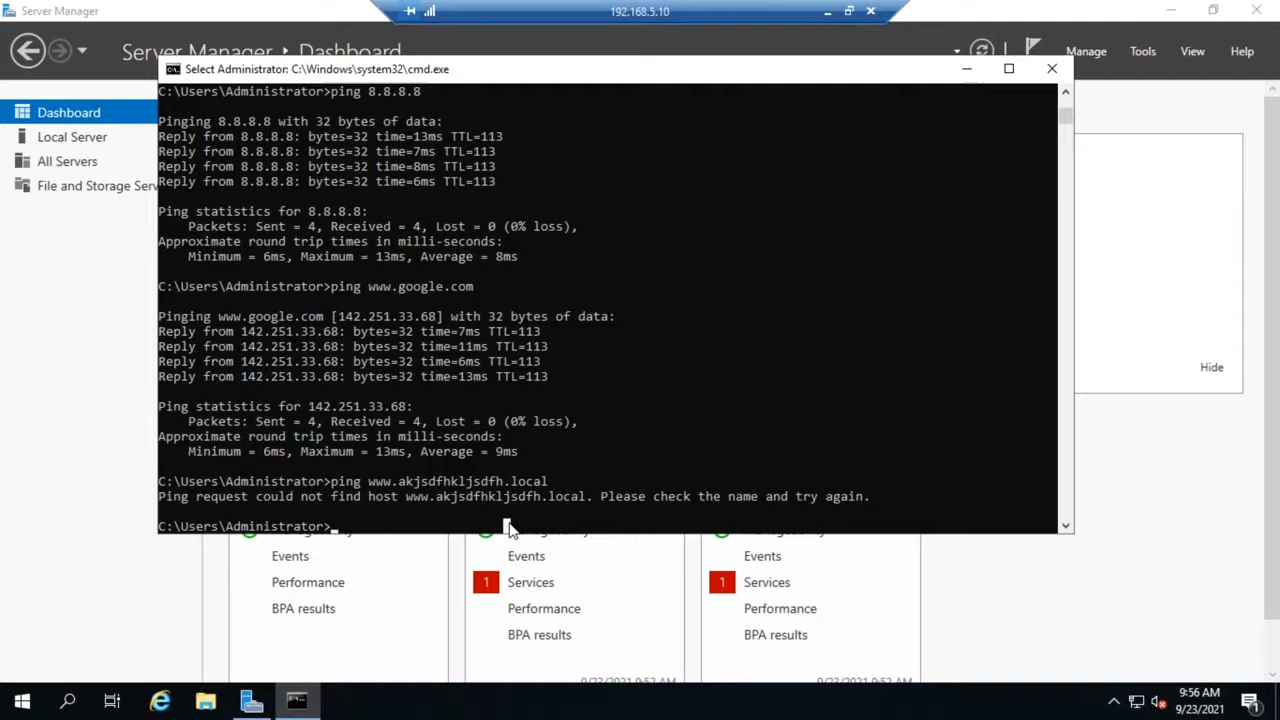 Server Manager
192.168.5.10
Server Manager Dashboard
Manage Tools View Help
Select Administrator: C:\Windows\system32\cmd.exe
Dashboard
Local Server
All Servers
File and Storage Serv
C:\Users\Administrator>ping 8.8.8.8
Pinging 8.8.8.8 with 32 bytes of data:
Reply from 8.8.8.8: bytes=32 time=13ms TTL=113
Reply from 8.8.8.8: bytes=32 time=7ms TTL=113
Reply from 8.8.8.8: bytes=32 time=8ms TTL=113
Reply from 8.8.8.8: bytes=32 time=6ms TTL=113
Ping statistics for 8.8.8.8:
Packets: Sent = 4, Received = 4, Lost = 0 (0% loss),
Approximate round trip times in milli-seconds:
Minimum = 6ms, Maximum = 13ms, Average = 8ms
C:\Users\Administrator>ping www.google.com
Pinging www.google.com [142.251.33.68] with 32 bytes of data:
Reply from 142.251.33.68: bytes=32 time=7ms TTL=113
Reply from 142.251.33.68: bytes=32 time=11ms TTL=113
Reply from 142.251.33.68: bytes=32 time=6ms TTL=113
Reply from 142.251.33.68: bytes=32 time=13ms TTL=113
Ping statistics for 142.251.33.68:
Packets: Sent = 4, Received = 4, Lost = 0 (0% loss),
Approximate round trip times in milli-seconds:
Minimum = 6ms, Maximum = 13ms, Average = 9ms
C:\Users\Administrator>ping www.akjsdfhkljsdfh.local
Ping request could not find host www.akjsdfhkljsdfh.local. Please check the name and try again.
C:\Users\Administrator>
Hide
Events
Performance
BPA results
Events
1 Services
Performance
BPA results
Events
1 Services
Performance
BPA results
9/23/2021 9:52 AM
9/23/2021 9:52 AM
9:56 AM
9/23/2021
1